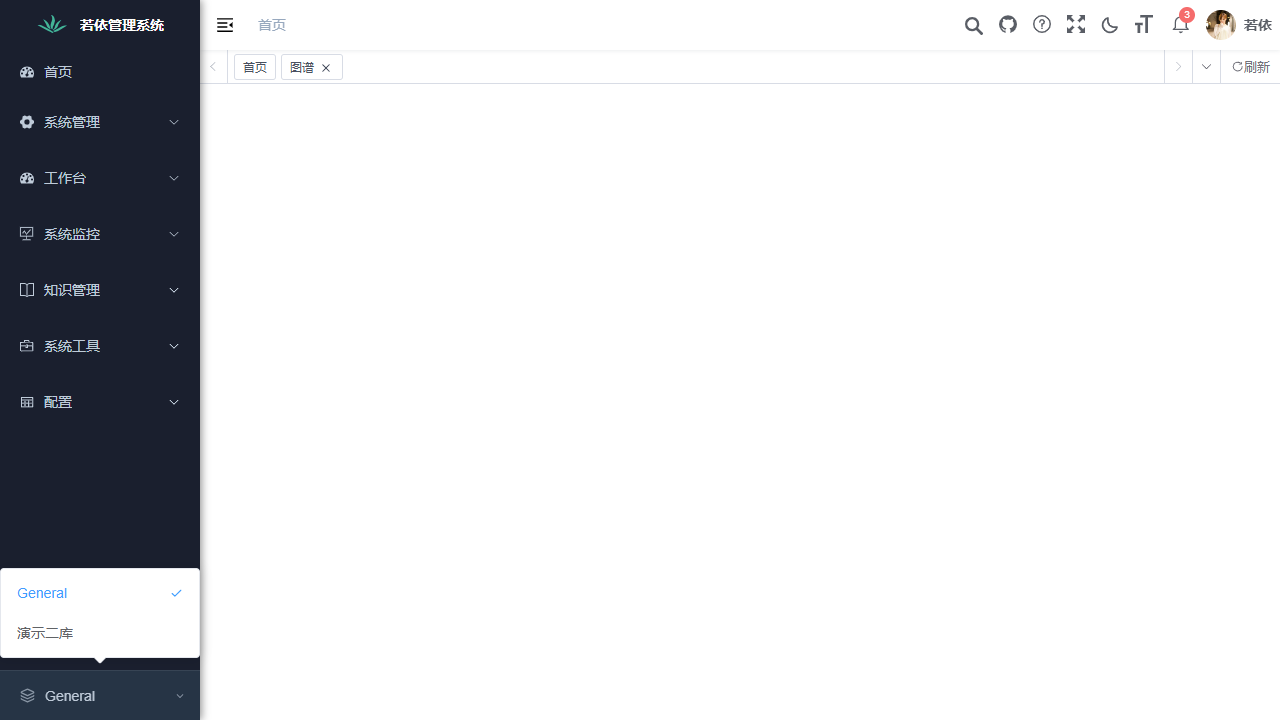 若依管理系统
首页
系统管理
工作台
系统监控
知识管理
系统工具
配置
General
演示二库
General
首页
3
若依
首页
图谱
刷新